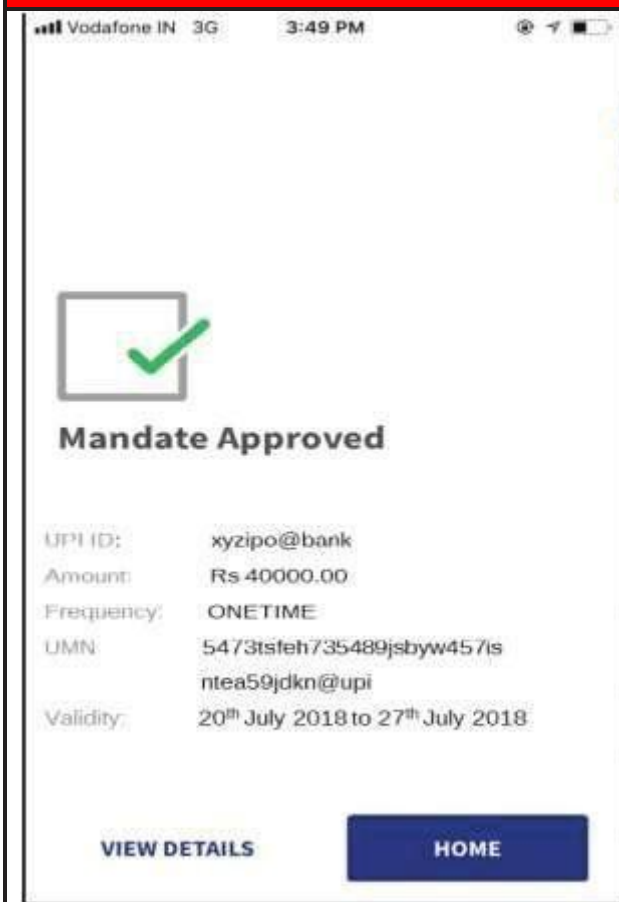 Vodafone IN 3G 3:49 PM
Mandate Approved
UPI ID: xyzipo@bank
Amount: Rs 40000.00
Frequency: ONETIME
UMN 5473tsfeh735489jsbyw457is
ntea59jdkn@upi
Validity: 20th July 2018 to 27th July 2018
VIEW DETAILS HOME